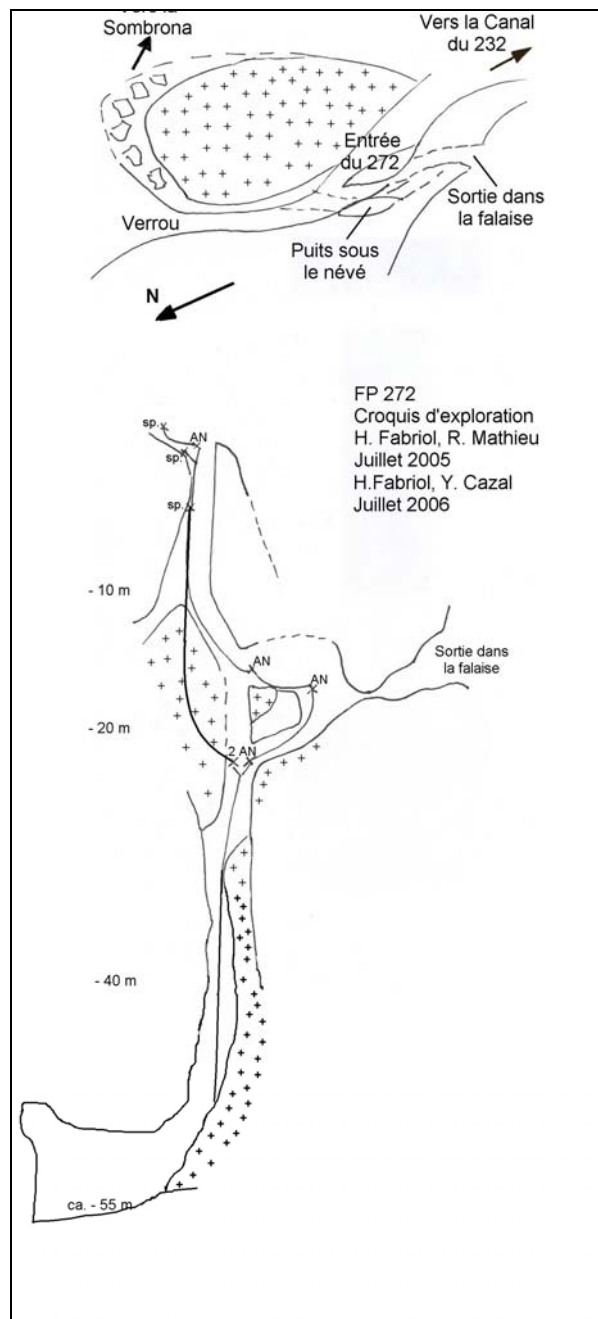 Vers la
Sombrona
Vers la Canal
du 232
Entrée
du 272
Sortie dans
la falaise
Verrou
Puits sous
le névé
N
FP 272
Croquis d'exploration
H. Fabriol, R. Mathieu
Juillet 2005
H.Fabriol, Y. Cazal
Juillet 2006
sp.
AN
sp.
sp.
- 10 m
Sortie dans
la falaise
AN
AN
- 20 m
2 AN
- 40 m
ca. - 55 m